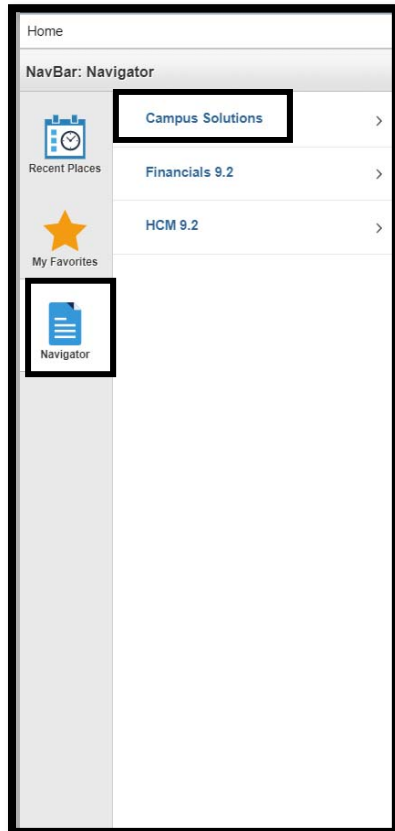 Home
NavBar: Navigator
Recent Places
My Favorites
Navigator
Campus Solutions
Financials 9.2
HCM 9.2